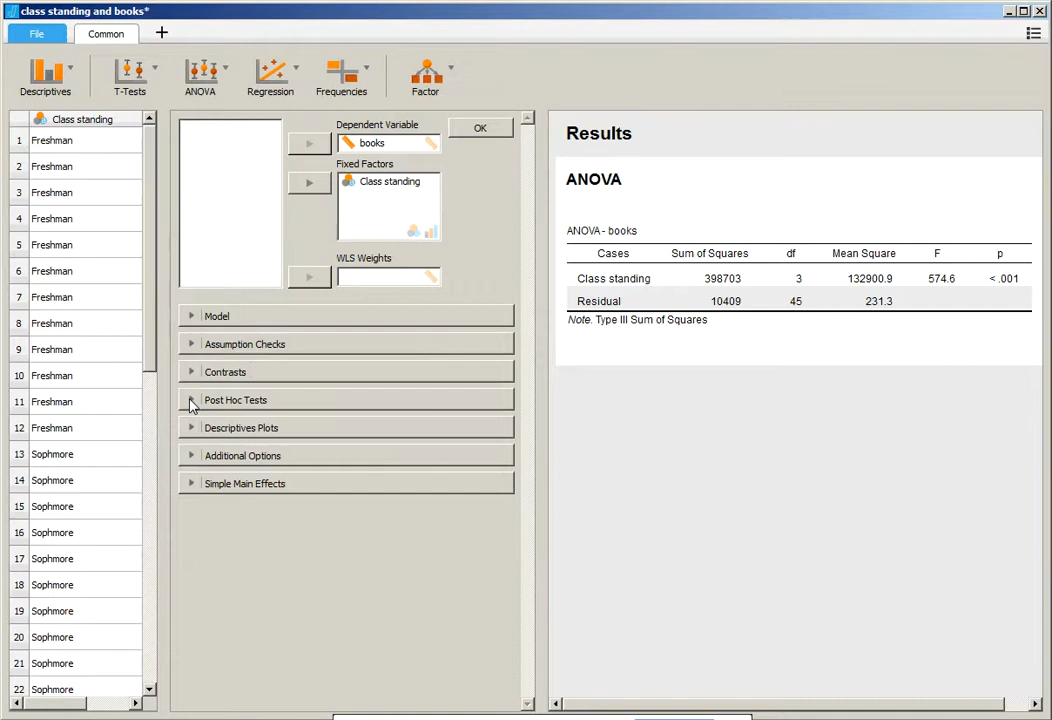 class standing and books*
File
Common
+
Descriptives
T-Tests
ANOVA
Regression
Frequencies
Factor
Class standing
1 Freshman
2 Freshman
3 Freshman
4 Freshman
5 Freshman
6 Freshman
7 Freshman
8 Freshman
9 Freshman
10 Freshman
11 Freshman
12 Freshman
13 Sophmore
14 Sophmore
15 Sophmore
16 Sophmore
17 Sophmore
18 Sophmore
19 Sophmore
20 Sophmore
21 Sophmore
22 Sophmore
Dependent Variable
books
OK
Fixed Factors
Class standing
WLS Weights
Model
Assumption Checks
Contrasts
Post Hoc Tests
Descriptives Plots
Additional Options
Simple Main Effects
Results
ANOVA
ANOVA - books
Cases Sum of Squares df Mean Square F p
Class standing 398703 3 132900.9 574.6 < .001
Residual 10409 45 231.3
Note. Type III Sum of Squares